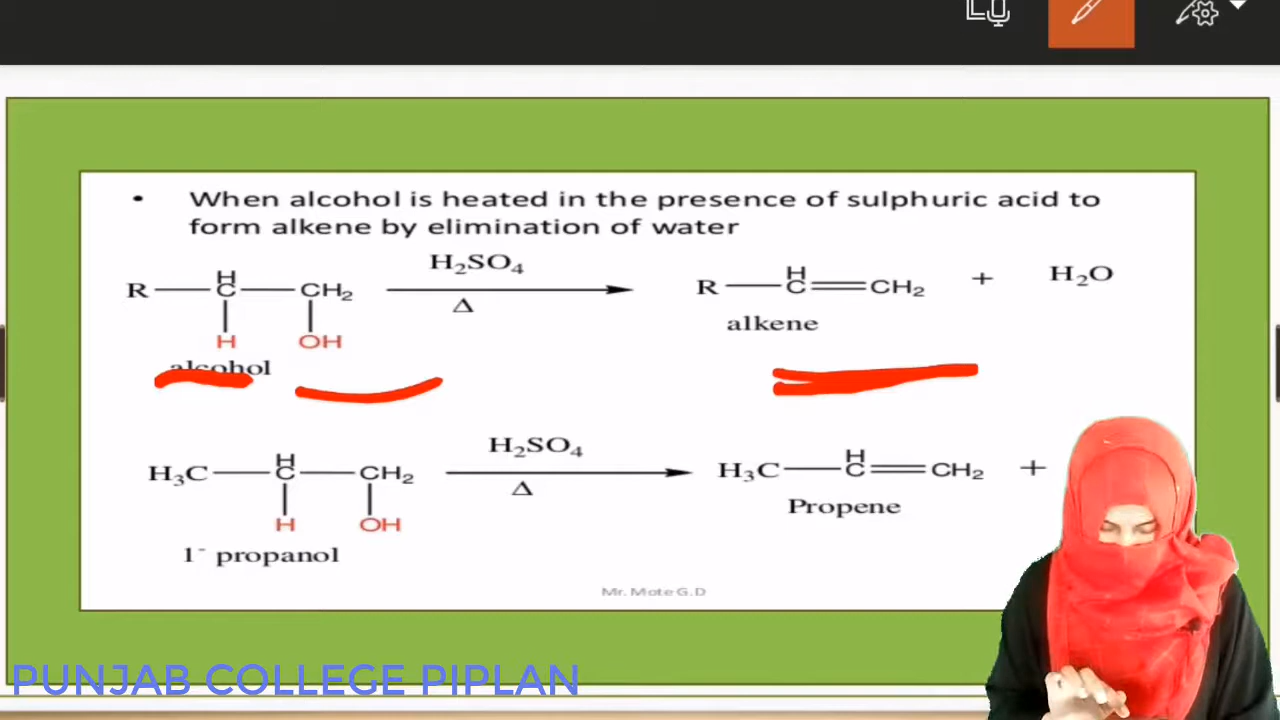 • When alcohol is heated in the presence of sulphuric acid to
form alkene by elimination of water
H
R — C — CH₂
H OH
alcohol
H₂SO₄
Δ
H
R — C = CH₂ + H₂O
alkene
H
H₃C — C — CH₂
H OH
1- propanol
H₂SO₄
Δ
H
H₃C — C = CH₂ +
Propene
Mr. Mote G.D
PUNJAB COLLEGE PIPLAN